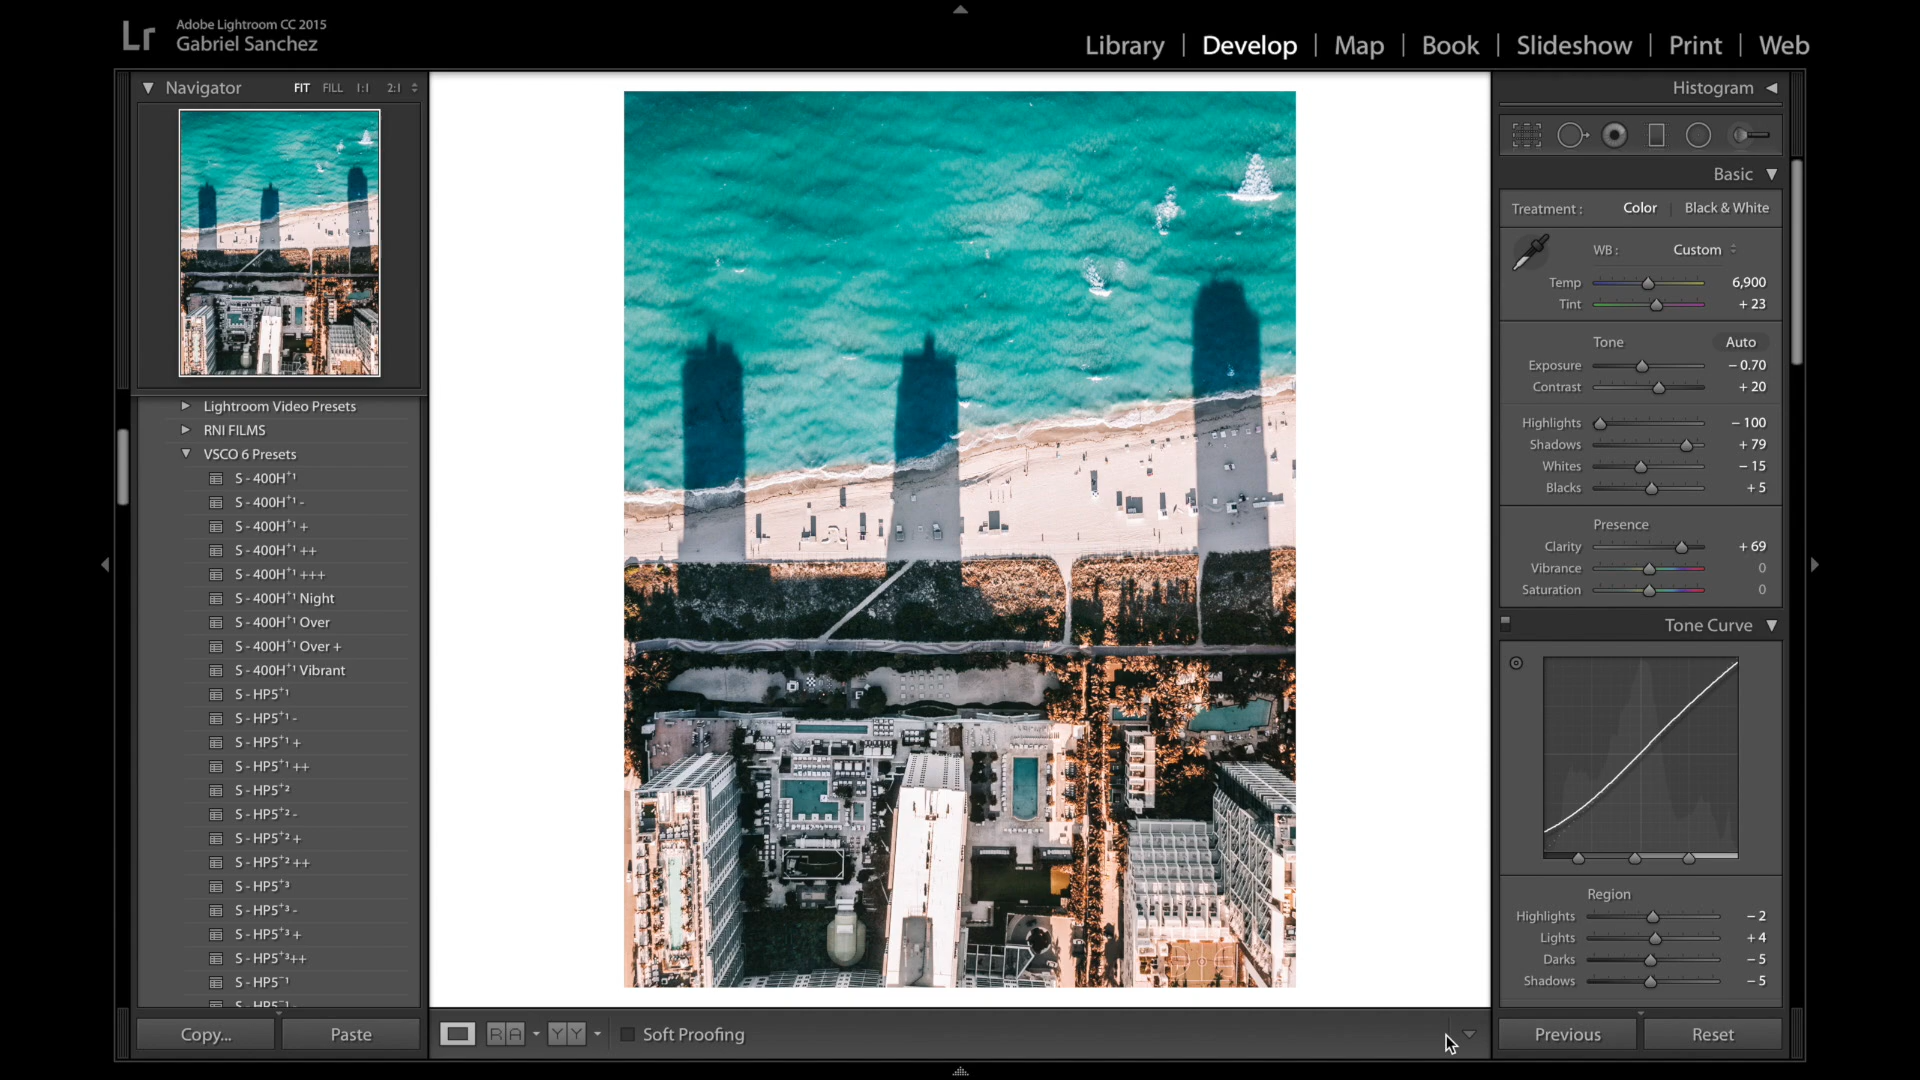 Lr
Adobe Lightroom CC 2015
Gabriel Sanchez
Library | Develop | Map | Book | Slideshow | Print | Web
Navigator FIT FILL 1:1 2:1
Lightroom Video Presets
RNI FILMS
VSCO 6 Presets
S - 400H⁺¹
S - 400H⁺¹ -
S - 400H⁺¹ +
S - 400H⁺¹ ++
S - 400H⁺¹ +++
S - 400H⁺¹ Night
S - 400H⁺¹ Over
S - 400H⁺¹ Over +
S - 400H⁺¹ Vibrant
S - HP5⁺¹
S - HP5⁺¹ -
S - HP5⁺¹ +
S - HP5⁺¹ ++
S - HP5⁺²
S - HP5⁺² -
S - HP5⁺² +
S - HP5⁺² ++
S - HP5⁺³
S - HP5⁺³ -
S - HP5⁺³ +
S - HP5⁺³++
S - HP5⁻¹
S - HP5⁻¹ -
Copy... Paste
R A Y Y Soft Proofing
Histogram
Basic
Treatment : Color | Black & White
WB : Custom
Temp 6,900
Tint + 23
Tone Auto
Exposure − 0.70
Contrast + 20
Highlights − 100
Shadows + 79
Whites − 15
Blacks + 5
Presence
Clarity + 69
Vibrance 0
Saturation 0
Tone Curve
Region
Highlights − 2
Lights + 4
Darks − 5
Shadows − 5
Previous Reset